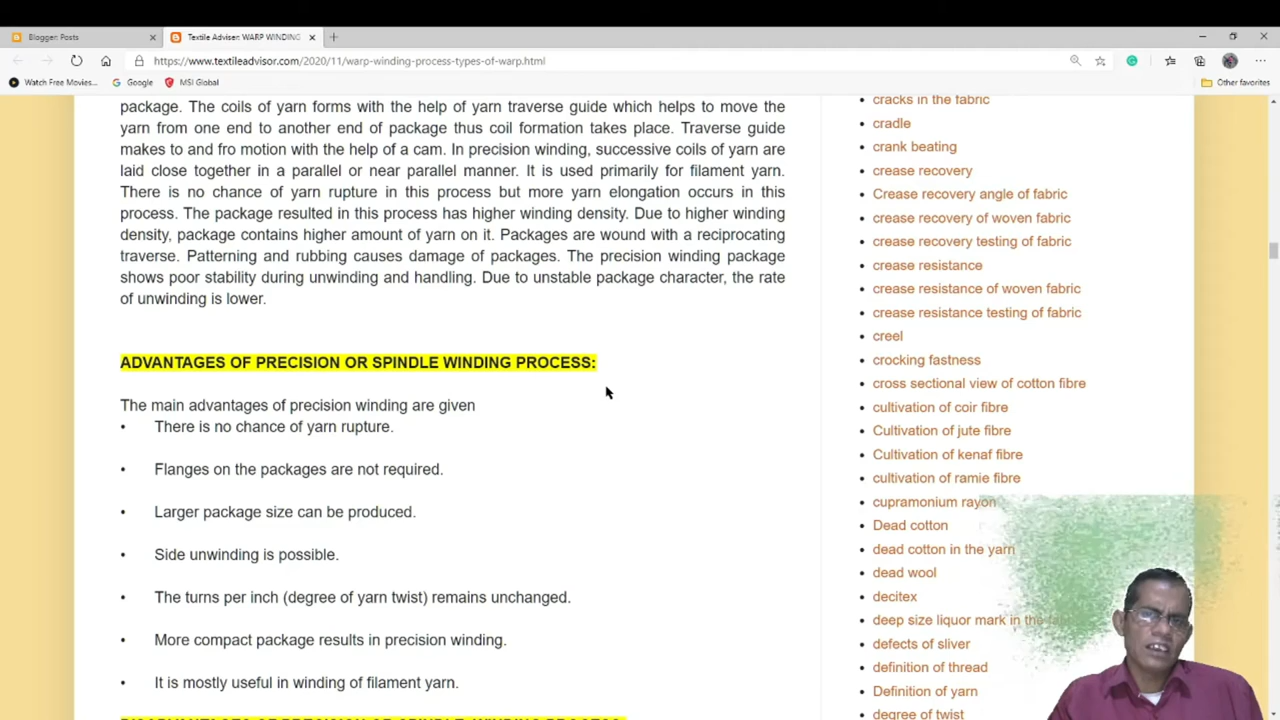 Blogger: Posts
Textile Adviser: WARP WINDING
https://www.textileadvisor.com/2020/11/warp-winding-process-types-of-warp.html
Watch Free Movies...
Google
MSI Global
Other favorites
package. The coils of yarn forms with the help of yarn traverse guide which helps to move the
yarn from one end to another end of package thus coil formation takes place. Traverse guide
makes to and fro motion with the help of a cam. In precision winding, successive coils of yarn are
laid close together in a parallel or near parallel manner. It is used primarily for filament yarn.
There is no chance of yarn rupture in this process but more yarn elongation occurs in this
process. The package resulted in this process has higher winding density. Due to higher winding
density, package contains higher amount of yarn on it. Packages are wound with a reciprocating
traverse. Patterning and rubbing causes damage of packages. The precision winding package
shows poor stability during unwinding and handling. Due to unstable package character, the rate
of unwinding is lower.
ADVANTAGES OF PRECISION OR SPINDLE WINDING PROCESS:
The main advantages of precision winding are given
• There is no chance of yarn rupture.
• Flanges on the packages are not required.
• Larger package size can be produced.
• Side unwinding is possible.
• The turns per inch (degree of yarn twist) remains unchanged.
• More compact package results in precision winding.
• It is mostly useful in winding of filament yarn.
DISADVANTAGES OF PRECISION OR SPINDLE WINDING PROCESS:
cracks in the fabric
• cradle
• crank beating
• crease recovery
• Crease recovery angle of fabric
• crease recovery of woven fabric
• crease recovery testing of fabric
• crease resistance
• crease resistance of woven fabric
• crease resistance testing of fabric
• creel
• crocking fastness
• cross sectional view of cotton fibre
• cultivation of coir fibre
• Cultivation of jute fibre
• Cultivation of kenaf fibre
• cultivation of ramie fibre
• cupramonium rayon
• Dead cotton
• dead cotton in the yarn
• dead wool
• decitex
• deep size liquor mark in the
• defects of sliver
• definition of thread
• Definition of yarn
• degree of twist